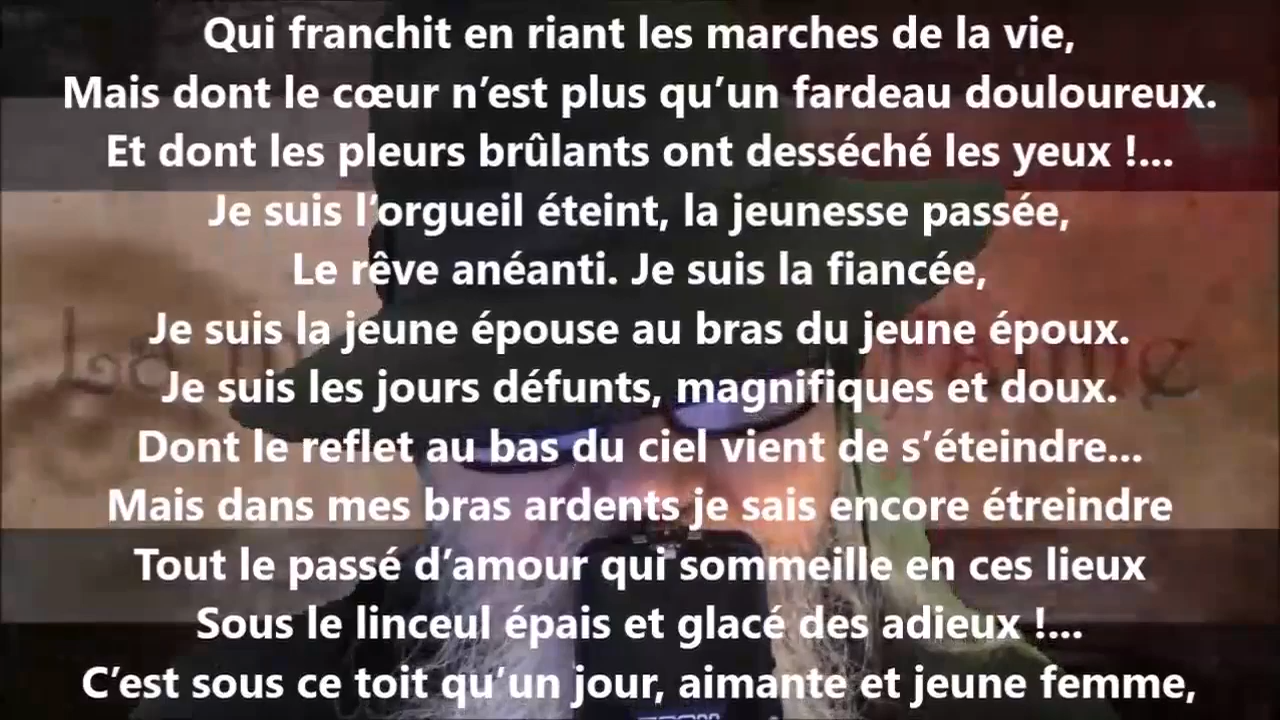 Qui franchit en riant les marches de la vie,
Mais dont le cœur n’est plus qu’un fardeau douloureux.
Et dont les pleurs brûlants ont desséché les yeux !...
Je suis l’orgueil éteint, la jeunesse passée,
Le rêve anéanti. Je suis la fiancée,
Je suis la jeune épouse au bras du jeune époux.
Je suis les jours défunts, magnifiques et doux.
Dont le reflet au bas du ciel vient de s’éteindre...
Mais dans mes bras ardents je sais encore étreindre
Tout le passé d’amour qui sommeille en ces lieux
Sous le linceul épais et glacé des adieux !...
C’est sous ce toit qu’un jour, aimante et jeune femme,